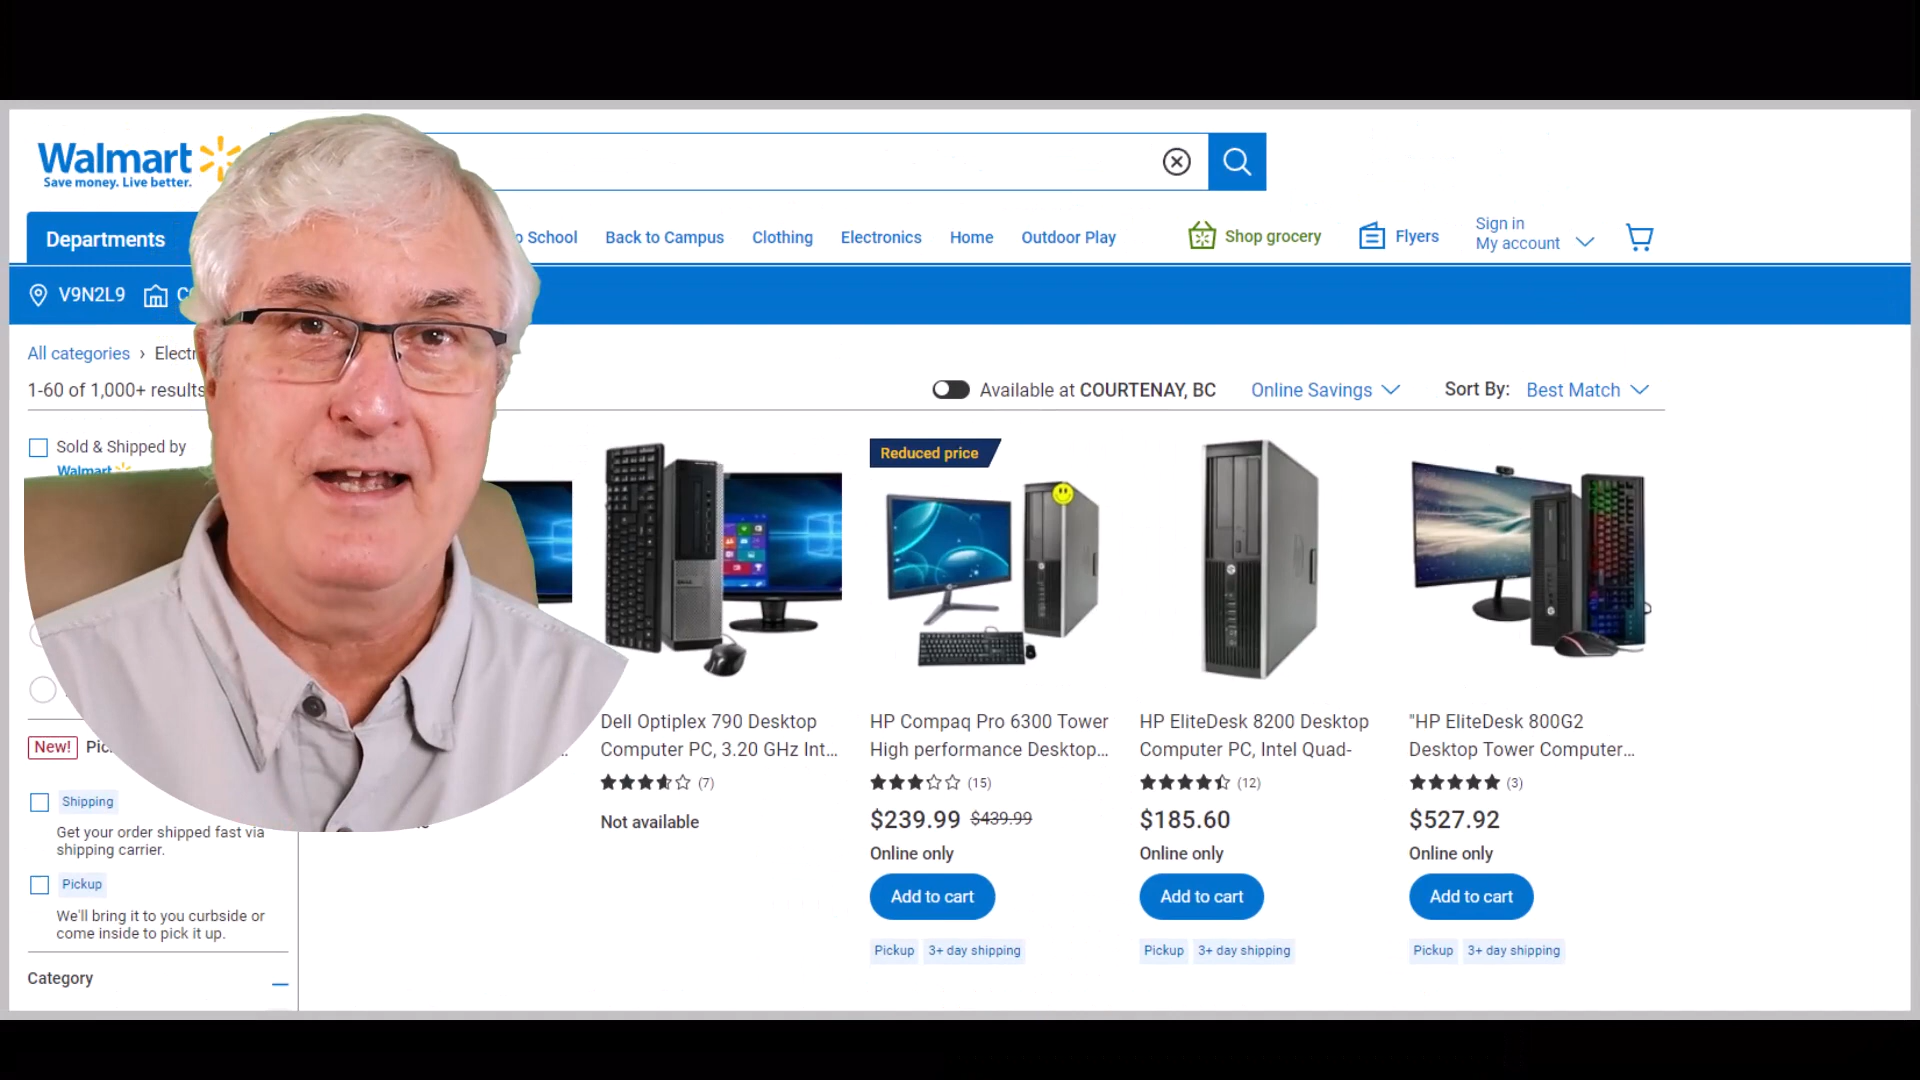 Walmart
Save money. Live better.
Departments
o School
Back to Campus
Clothing
Electronics
Home
Outdoor Play
Shop grocery
Flyers
Sign in
My account
V9N2L9
All categories › Electr
1-60 of 1,000+ results
Available at COURTENAY, BC
Online Savings
Sort By: Best Match
Sold & Shipped by
Walmart
Reduced price
Dell Optiplex 790 Desktop
Computer PC, 3.20 GHz Int...
(7)
Not available
HP Compaq Pro 6300 Tower
High performance Desktop...
(15)
$239.99 $439.99
Online only
Add to cart
Pickup 3+ day shipping
HP EliteDesk 8200 Desktop
Computer PC, Intel Quad-
(12)
$185.60
Online only
Add to cart
Pickup 3+ day shipping
"HP EliteDesk 800G2
Desktop Tower Computer...
(3)
$527.92
Online only
Add to cart
Pickup 3+ day shipping
New!
Shipping
Get your order shipped fast via
shipping carrier.
Pickup
We'll bring it to you curbside or
come inside to pick it up.
Category